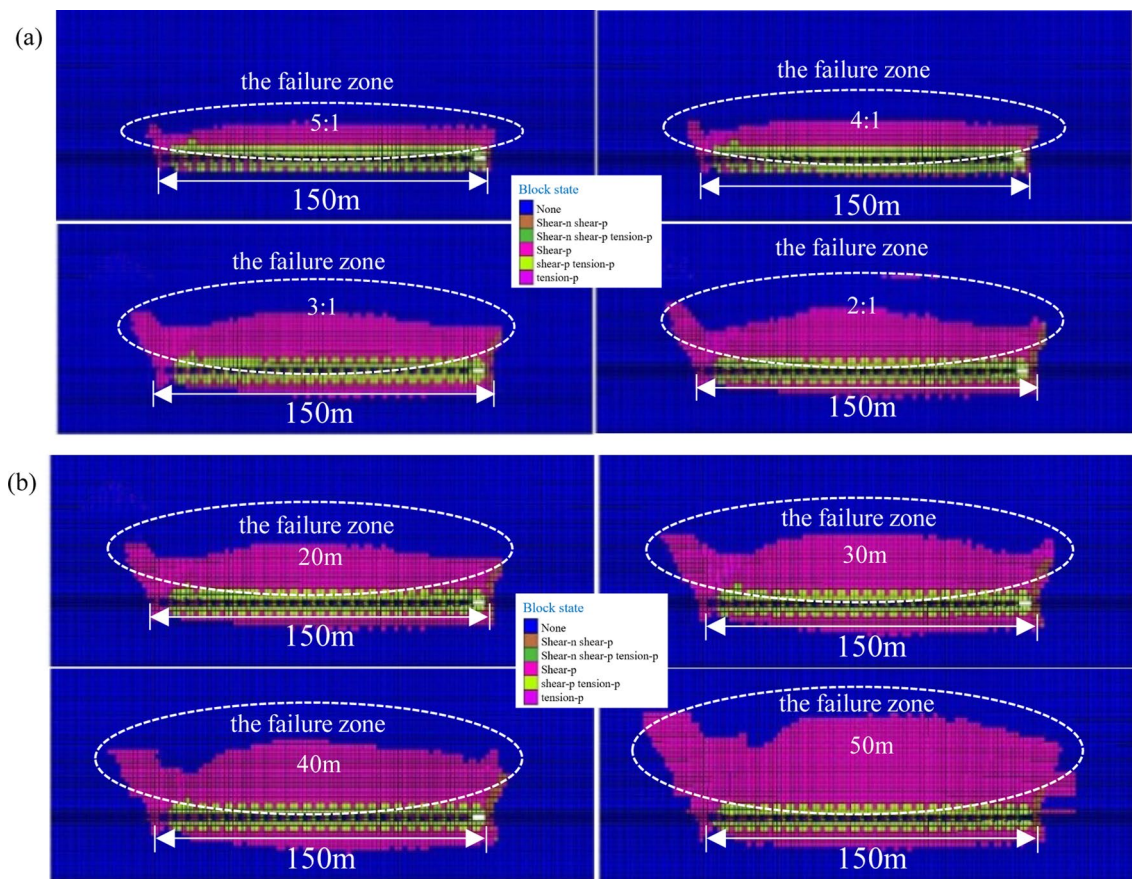 (a)
the failure zone
5:1
150m
the failure zone
4:1
150m
Block state
None
Shear-n shear-p
Shear-n shear-p tension-p
Shear-p
shear-p tension-p
tension-p
the failure zone
3:1
150m
the failure zone
2:1
150m
(b)
the failure zone
20m
150m
the failure zone
30m
150m
Block state
None
Shear-n shear-p
Shear-n shear-p tension-p
Shear-p
shear-p tension-p
tension-p
the failure zone
40m
150m
the failure zone
50m
150m